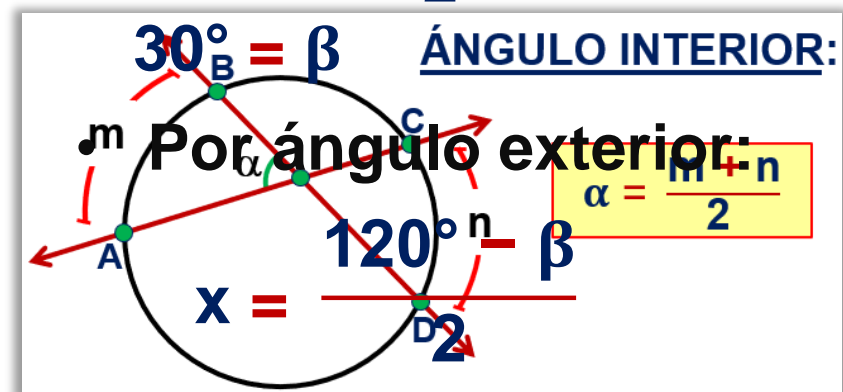 30° = β
ÁNGULO INTERIOR:
B
C
m
• Por ángulo exterior:
α
α = m + n / 2
n
A
x = 120° – β / 2
D